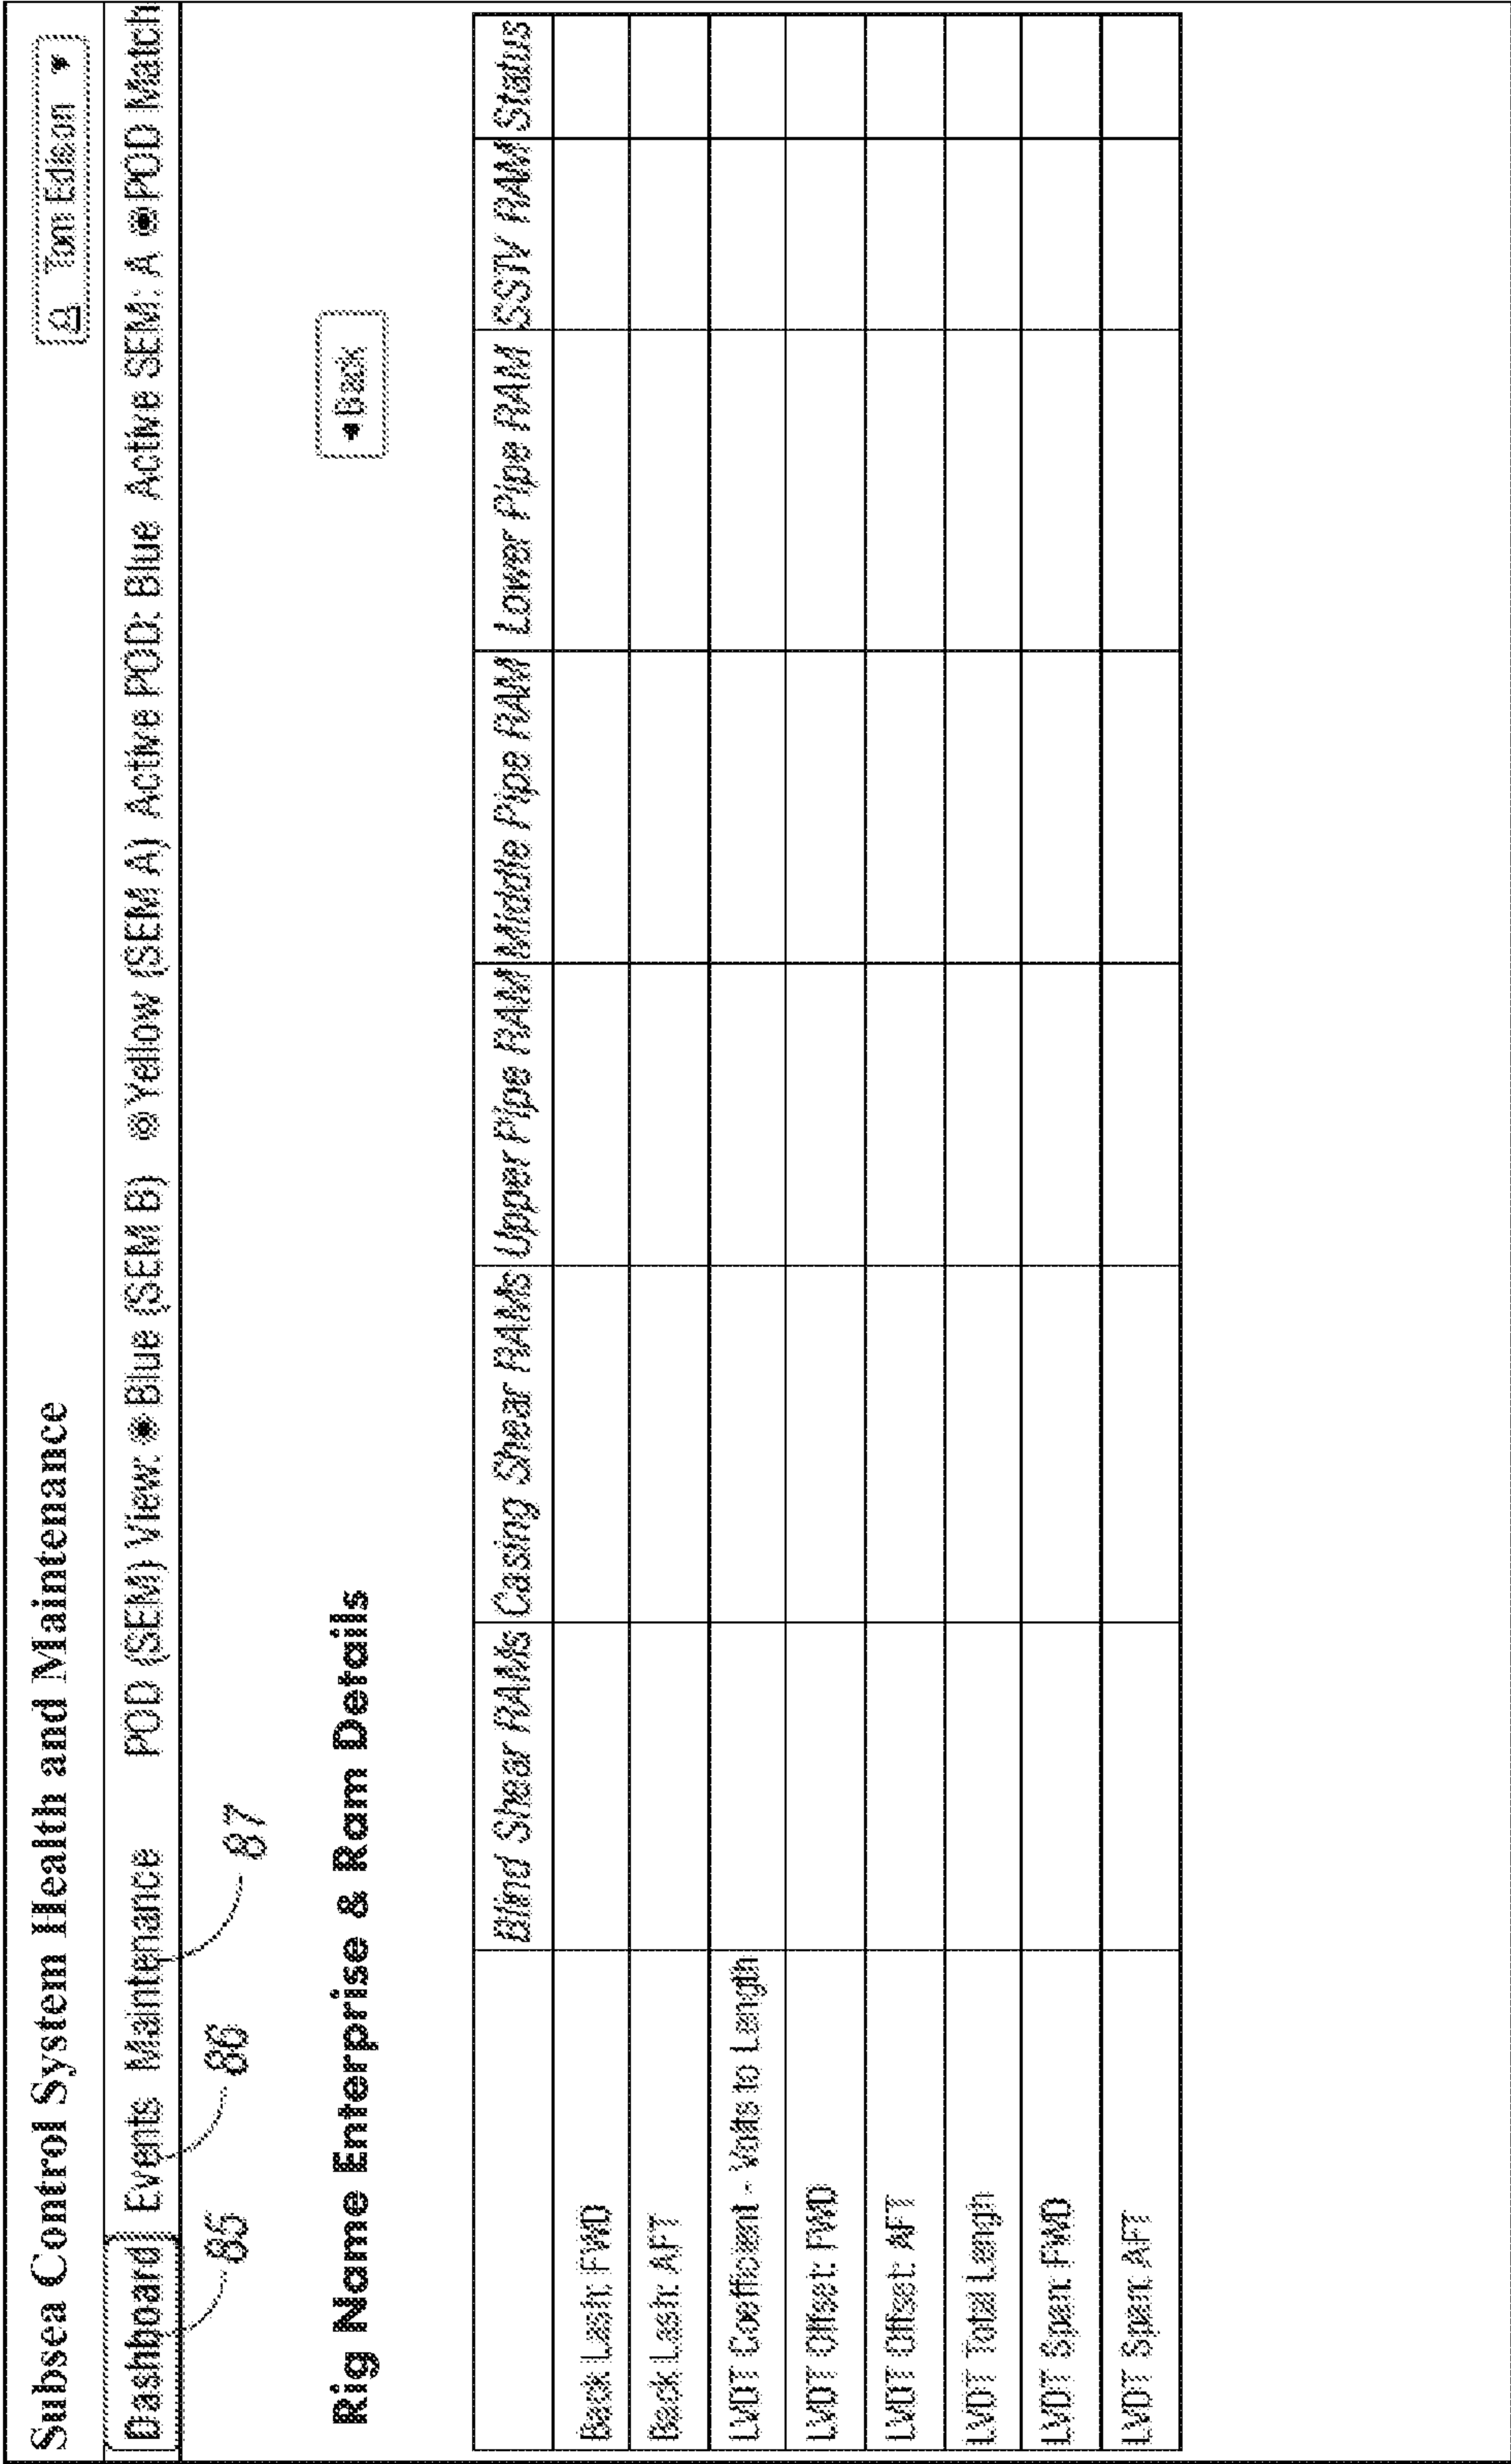 Subsea Control System Health and Maintenance
Tom Edison
Dashboard Events Maintenance POD (SEM) View: Blue (SEM B) Yellow (SEM A) Active POD: Blue Active SEM: A POD Match
85 86 87
Rig Name Enterprise & Ram Details
Back
Blind Shear RAMs Casing Shear RAMs Upper Pipe RAM Middle Pipe RAM Lower Pipe RAM SSTV RAM Status
Back Lash: FWD
Back Lash: AFT
LVDT Coefficient - Volts to Length
LVDT Offset: FWD
LVDT Offset: AFT
LVDT Total Lengh
LVDT Span: FWD
LVDT Span: AFT